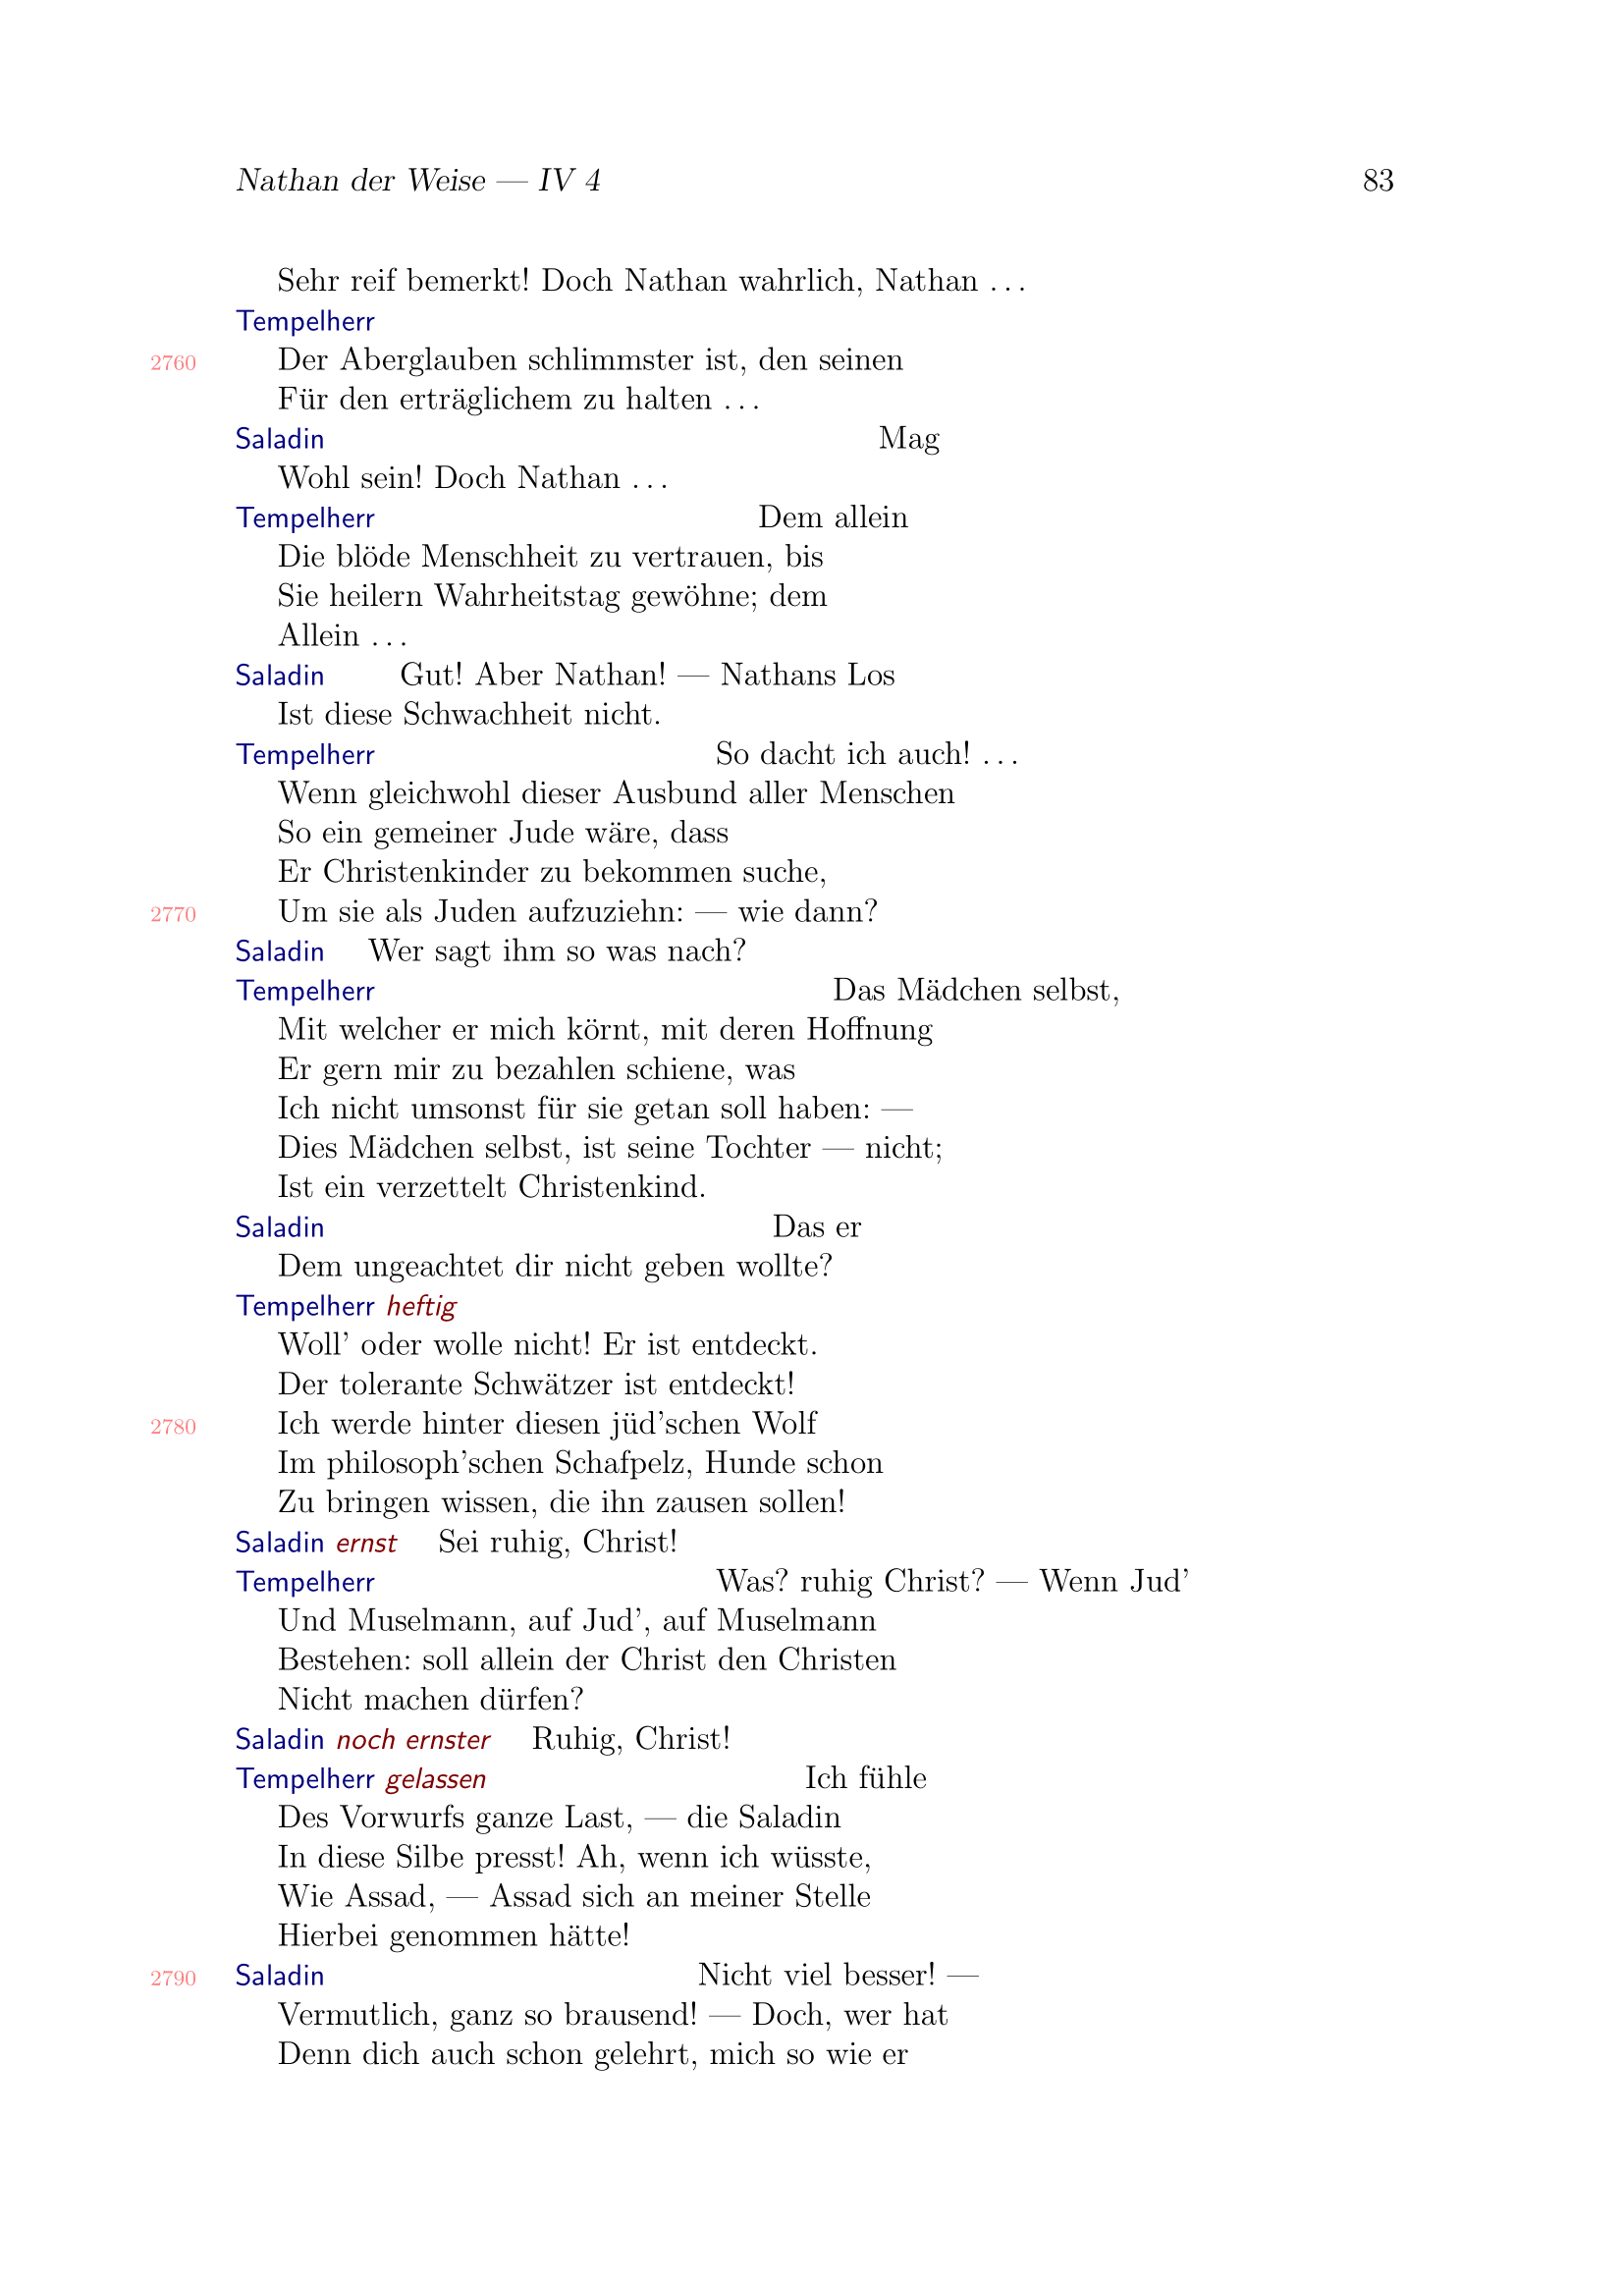 Nathan der Weise — IV 4 83
Sehr reif bemerkt! Doch Nathan wahrlich, Nathan ...
Tempelherr
2760 Der Aberglauben schlimmster ist, den seinen
Für den erträglichem zu halten ...
Saladin Mag
Wohl sein! Doch Nathan ...
Tempelherr Dem allein
Die blöde Menschheit zu vertrauen, bis
Sie heilern Wahrheitstag gewöhne; dem
Allein ...
Saladin Gut! Aber Nathan! — Nathans Los
Ist diese Schwachheit nicht.
Tempelherr So dacht ich auch! ...
Wenn gleichwohl dieser Ausbund aller Menschen
So ein gemeiner Jude wäre, dass
Er Christenkinder zu bekommen suche,
2770 Um sie als Juden aufzuziehn: — wie dann?
Saladin Wer sagt ihm so was nach?
Tempelherr Das Mädchen selbst,
Mit welcher er mich körnt, mit deren Hoffnung
Er gern mir zu bezahlen schiene, was
Ich nicht umsonst für sie getan soll haben: —
Dies Mädchen selbst, ist seine Tochter — nicht;
Ist ein verzettelt Christenkind.
Saladin Das er
Dem ungeachtet dir nicht geben wollte?
Tempelherr heftig
Woll' oder wolle nicht! Er ist entdeckt.
Der tolerante Schwätzer ist entdeckt!
2780 Ich werde hinter diesen jüd'schen Wolf
Im philosoph'schen Schafpelz, Hunde schon
Zu bringen wissen, die ihn zausen sollen!
Saladin ernst Sei ruhig, Christ!
Tempelherr Was? ruhig Christ? — Wenn Jud'
Und Muselmann, auf Jud', auf Muselmann
Bestehen: soll allein der Christ den Christen
Nicht machen dürfen?
Saladin noch ernster Ruhig, Christ!
Tempelherr gelassen Ich fühle
Des Vorwurfs ganze Last, — die Saladin
In diese Silbe presst! Ah, wenn ich wüsste,
Wie Assad, — Assad sich an meiner Stelle
Hierbei genommen hätte!
2790 Saladin Nicht viel besser! —
Vermutlich, ganz so brausend! — Doch, wer hat
Denn dich auch schon gelehrt, mich so wie er